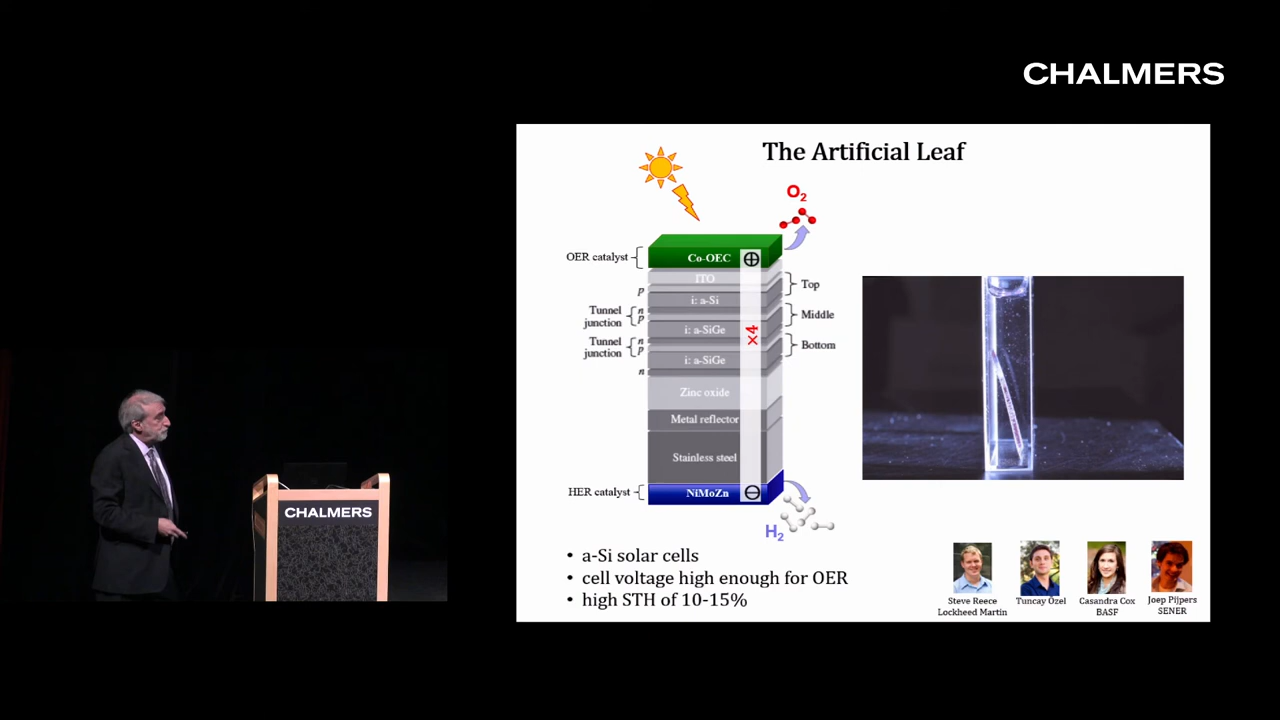 CHALMERS
The Artificial Leaf
O2
OER catalyst
Co-OEC
ITO
p
Top
i: a-Si
Tunnel
junction
n
p
Middle
i: a-SiGe
×4
Tunnel
junction
n
p
Bottom
i: a-SiGe
n
Zinc oxide
Metal reflector
Stainless steel
HER catalyst
NiMoZn
H2
• a-Si solar cells
• cell voltage high enough for OER
• high STH of 10-15%
Steve Reece
Lockheed Martin
Tuncay Ozel
Casandra Cox
BASF
Joep Pijpers
SENER
CHALMERS